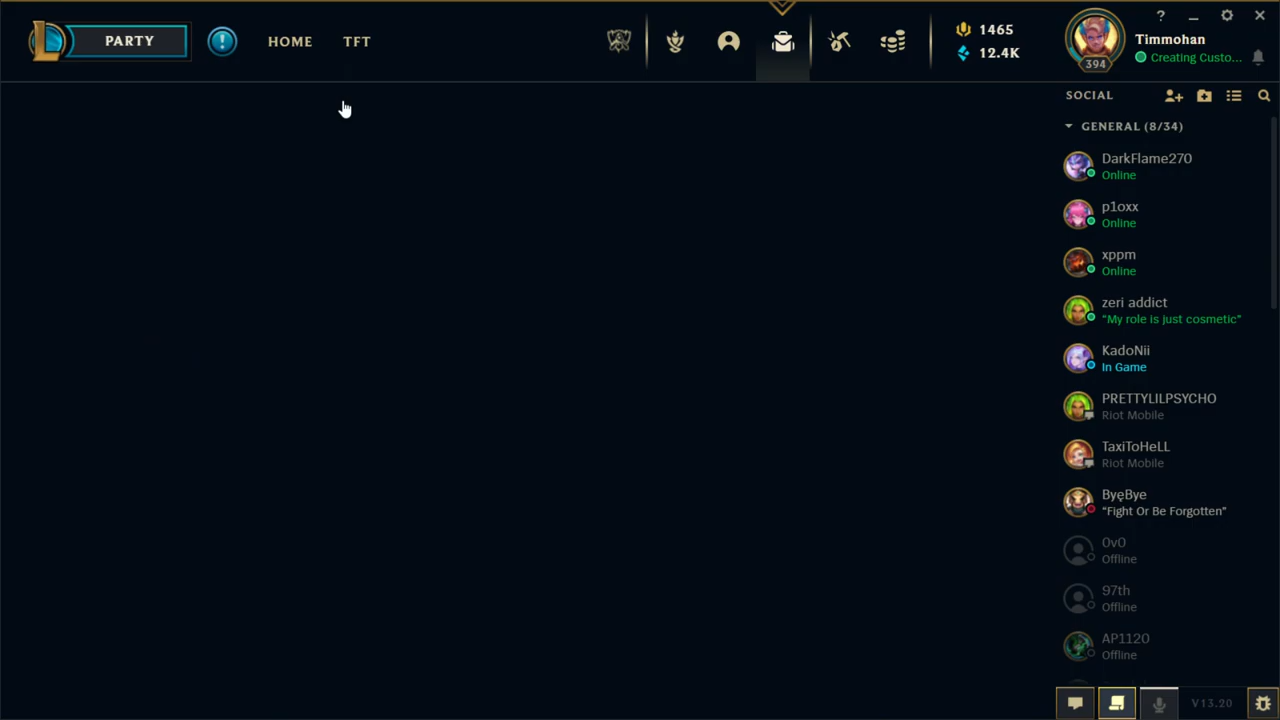 PARTY
HOME
TFT
1465
12.4K
394
?
Timmohan
Creating Custo...
SOCIAL
GENERAL (8/34)
DarkFlame270
Online
p1oxx
Online
xppm
Online
zeri addict
"My role is just cosmetic"
KadoNii
In Game
PRETTYLILPSYCHO
Riot Mobile
TaxiToHeLL
Riot Mobile
ByęBye
"Fight Or Be Forgotten"
0v0
Offline
97th
Offline
AP1120
Offline
V13.20